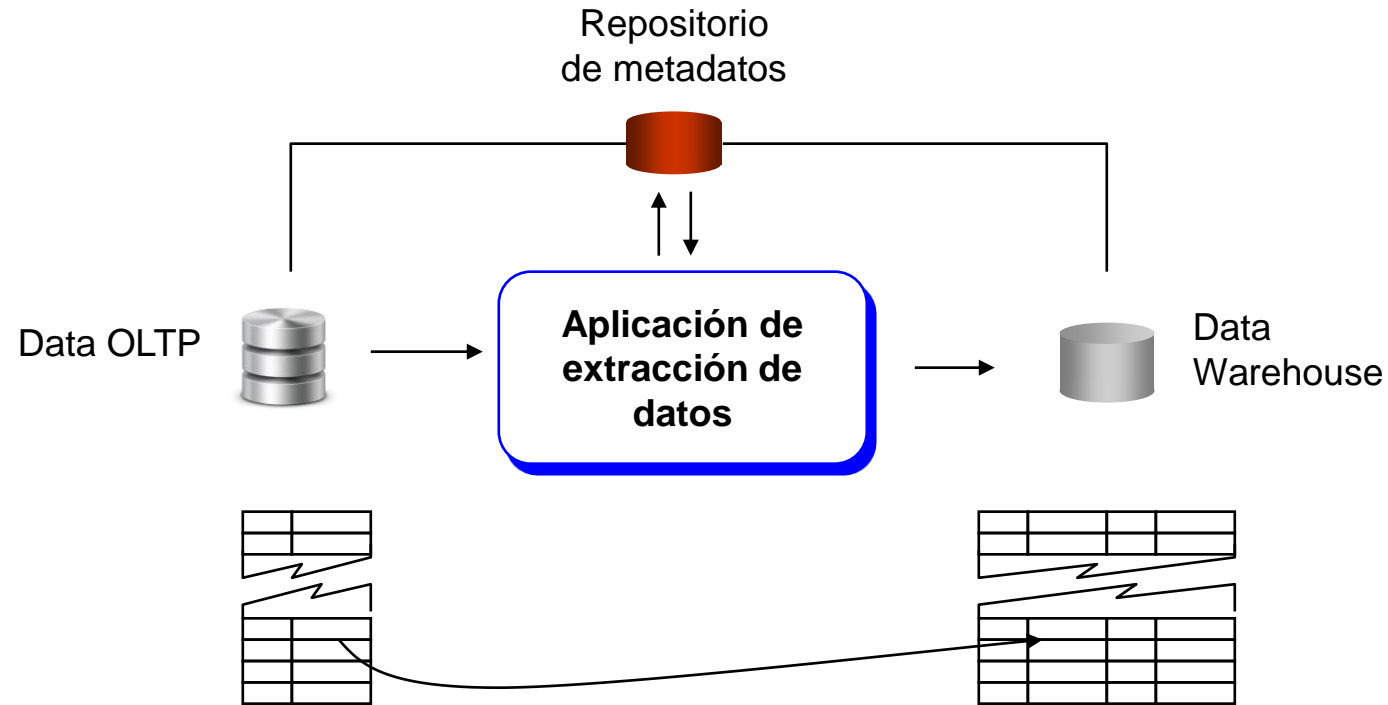 Repositorio
de metadatos
Data OLTP
Aplicación de
extracción de
datos
Data
Warehouse